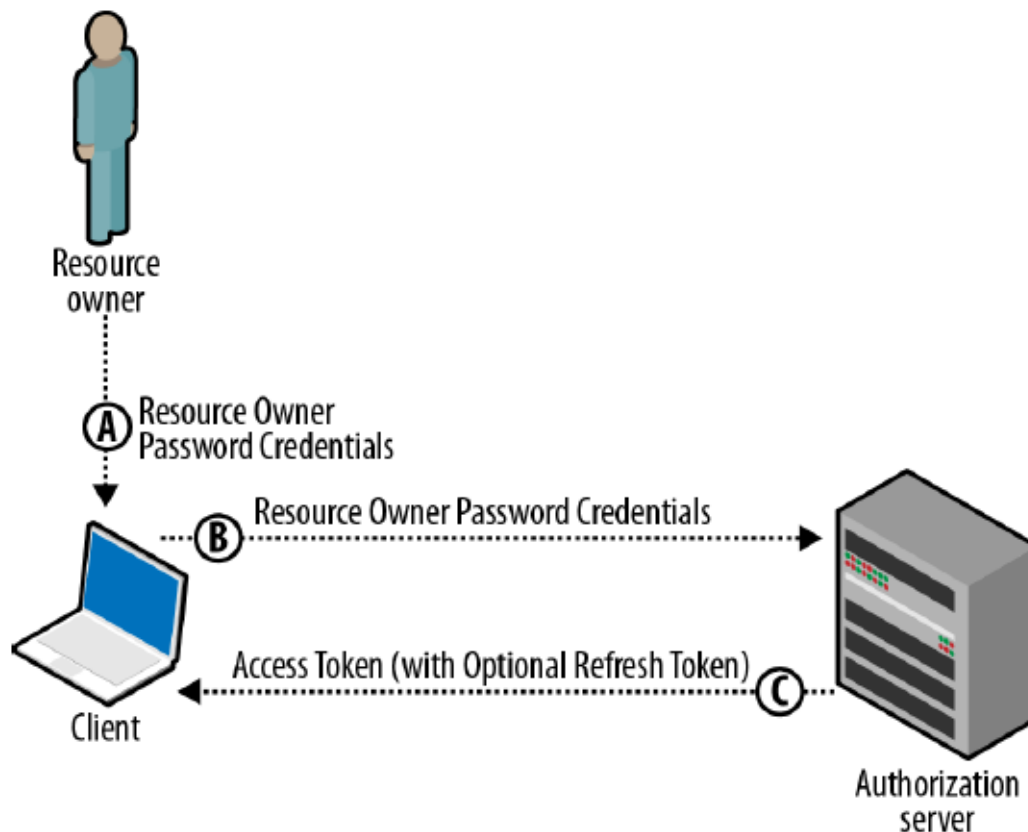 Resource
owner
A
Resource Owner
Password Credentials
B
Resource Owner Password Credentials
Access Token (with Optional Refresh Token)
C
Client
Authorization
server